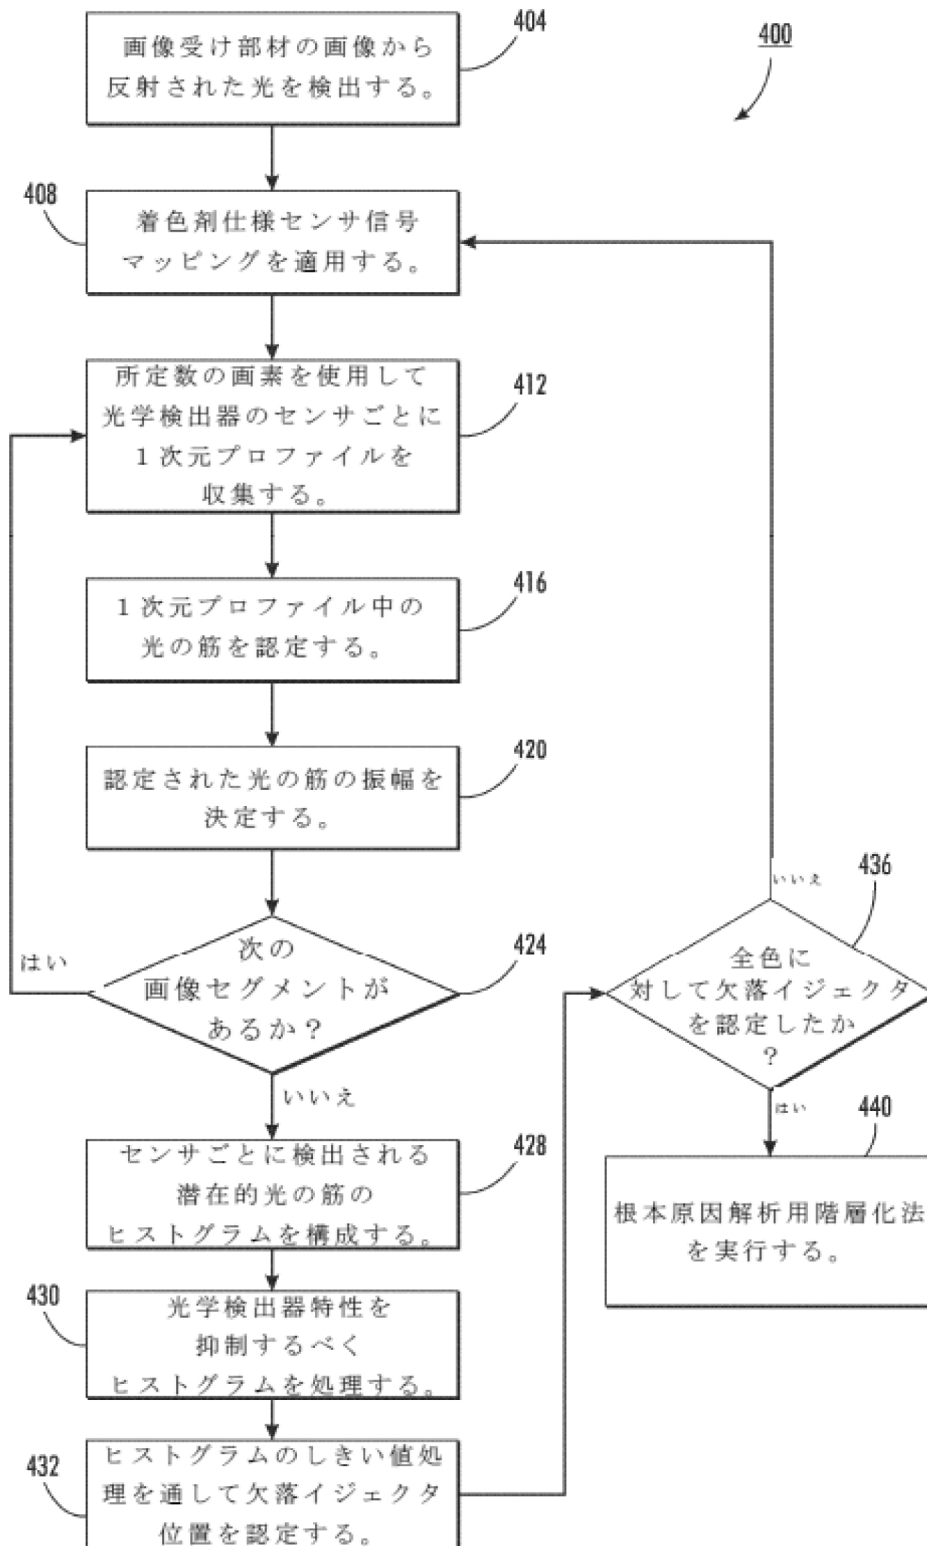 400
404
画像受け部材の画像から
反射された光を検出する。
408
着色剤仕様センサ信号
マッピングを適用する。
412
所定数の画素を使用して
光学検出器のセンサごとに
1次元プロファイルを
収集する。
416
1次元プロファイル中の
光の筋を認定する。
420
認定された光の筋の振幅を
決定する。
424
次の
画像セグメントが
あるか?
はい
いいえ
428
センサごとに検出される
潜在的光の筋の
ヒストグラムを構成する。
430
光学検出器特性を
抑制するべく
ヒストグラムを処理する。
432
ヒストグラムのしきい値処
理を通して欠落イジェクタ
位置を認定する。
436
いいえ
全色に
対して欠落イジェクタ
を認定したか
?
はい
440
根本原因解析用階層化法
を実行する。